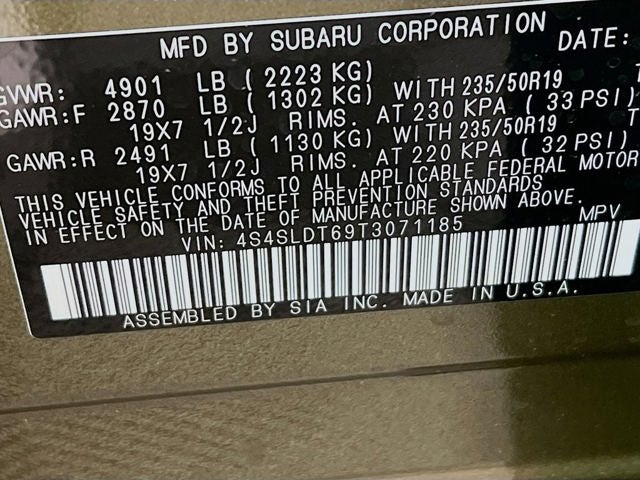 MFD BY SUBARU CORPORATION DATE:
GVWR: 4901 LB ( 2223 KG) T
GAWR:F 2870 LB ( 1302 KG) WITH 235/50R19
19X7 1/2J RIMS. AT 230 KPA ( 33 PSI)
GAWR:R 2491 LB ( 1130 KG) WITH 235/50R19 T
19X7 1/2J RIMS. AT 220 KPA ( 32 PSI)
THIS VEHICLE CONFORMS TO ALL APPLICABLE FEDERAL MOTOR
VEHICLE SAFETY AND THEFT PREVENTION STANDARDS
IN EFFECT ON THE DATE OF MANUFACTURE SHOWN ABOVE.
VIN: 4S4SLDT69T3071185 MPV
ASSEMBLED BY SIA INC. MADE IN U.S.A.